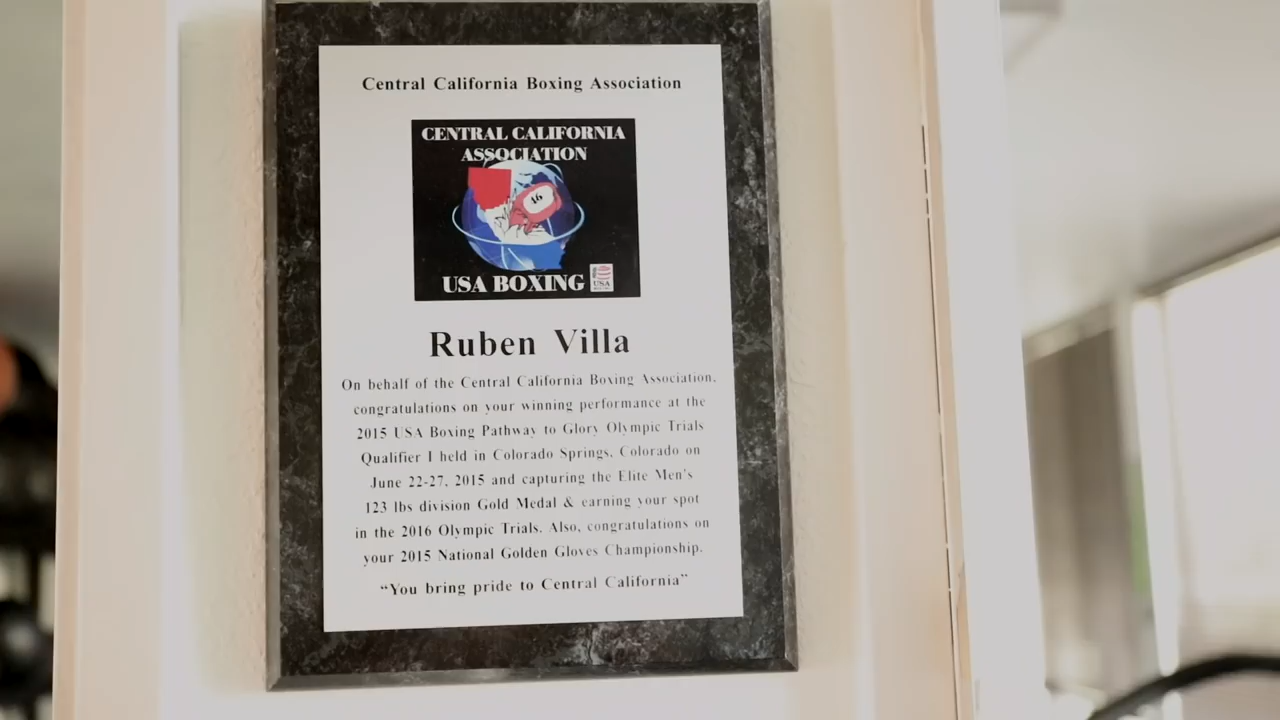 Central California Boxing Association
CENTRAL CALIFORNIA
ASSOCIATION
46
USA BOXING
USA
Ruben Villa
On behalf of the Central California Boxing Association,
congratulations on your winning performance at the
2015 USA Boxing Pathway to Glory Olympic Trials
Qualifier I held in Colorado Springs, Colorado on
June 22-27, 2015 and capturing the Elite Men's
123 lbs division Gold Medal & earning your spot
in the 2016 Olympic Trials. Also, congratulations on
your 2015 National Golden Gloves Championship.
“You bring pride to Central California”